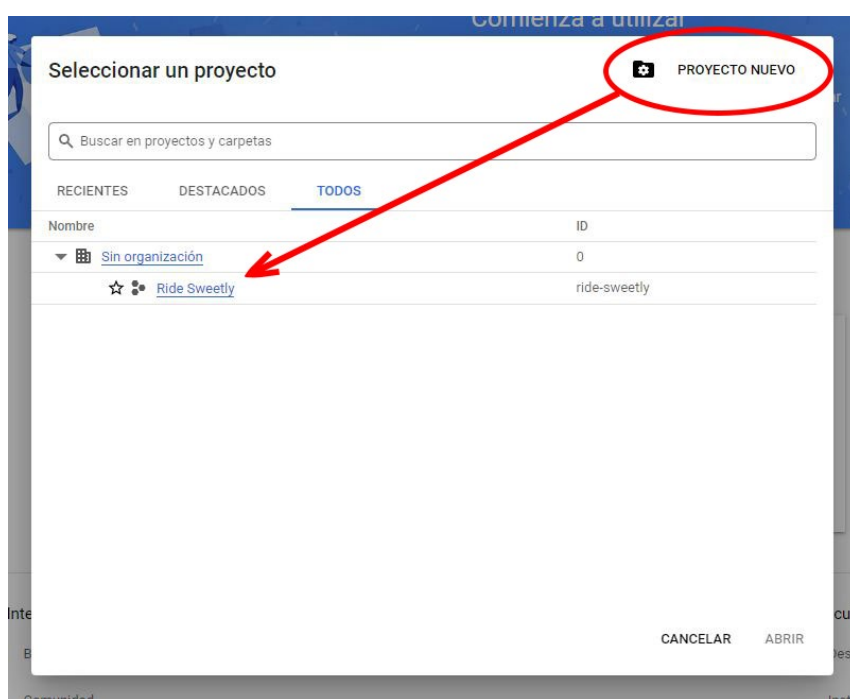 Comienza a utilizar
Seleccionar un proyecto
PROYECTO NUEVO
Buscar en proyectos y carpetas
RECIENTES DESTACADOS TODOS
Nombre ID
Sin organización 0
Ride Sweetly ride-sweetly
CANCELAR ABRIR